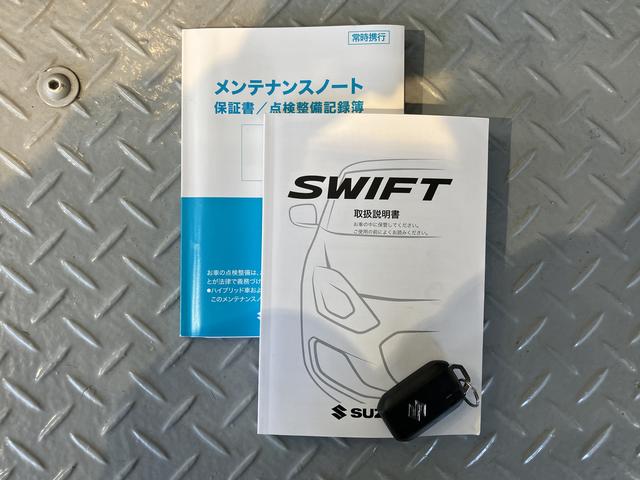 常時携行
メンテナンスノート
保証書／点検整備記録簿
SWIFT
取扱説明書
お車の中に保管してください。
ご使用の前によくお読みください。
お車の点検整備は、
とが法律で義務づけ
●ハイブリッド車およ
このメンテナンスノ
SUZ